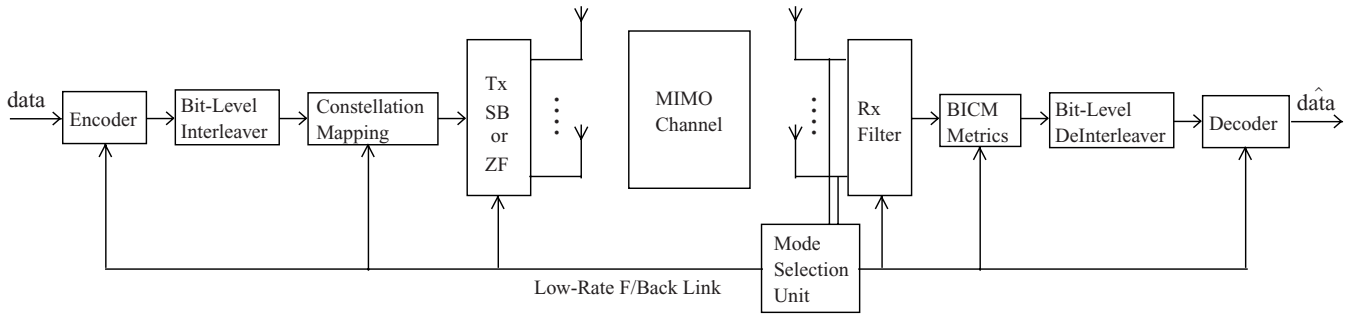 data
Encoder
Bit-Level
Interleaver
Constellation
Mapping
Tx
SB
or
ZF
MIMO
Channel
Rx
Filter
BICM
Metrics
Bit-Level
DeInterleaver
Decoder
datâ
Mode
Selection
Unit
Low-Rate F/Back Link